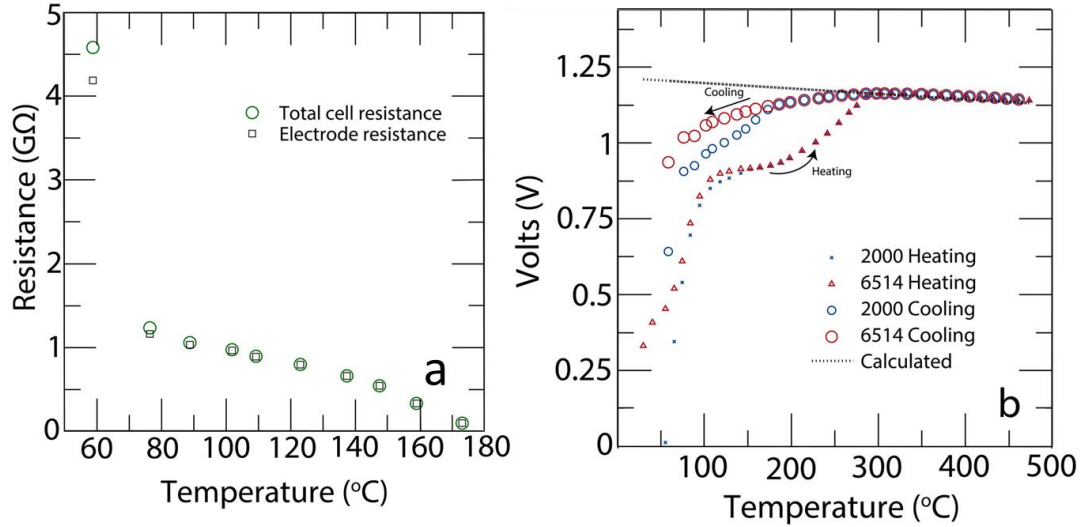 5
4
3
2
1
0
Resistance (GΩ)
Total cell resistance
Electrode resistance
a
60
80
100
120
140
160
180
Temperature (ºC)
1.25
1
0.75
0.5
0.25
0
Volts (V)
Cooling
Heating
2000 Heating
6514 Heating
2000 Cooling
6514 Cooling
Calculated
b
100
200
300
400
500
Temperature (ºC)